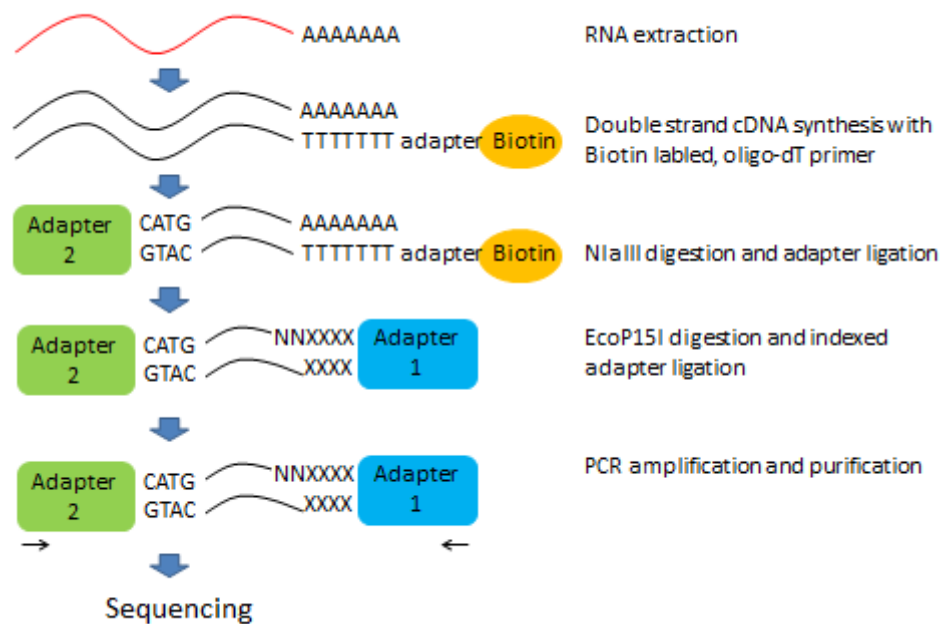 AAAAAAA
RNA extraction
AAAAAAA
TTTTTTT adapter Biotin
Double strand cDNA synthesis with
Biotin labled, oligo-dT primer
Adapter
2
CATG
GTAC
AAAAAAA
TTTTTTT adapter Biotin
NlaIII digestion and adapter ligation
Adapter
2
CATG
GTAC
NNXXXX
XXXX
Adapter
1
EcoP15I digestion and indexed
adapter ligation
Adapter
2
CATG
GTAC
NNXXXX
XXXX
Adapter
1
PCR amplification and purification
Sequencing